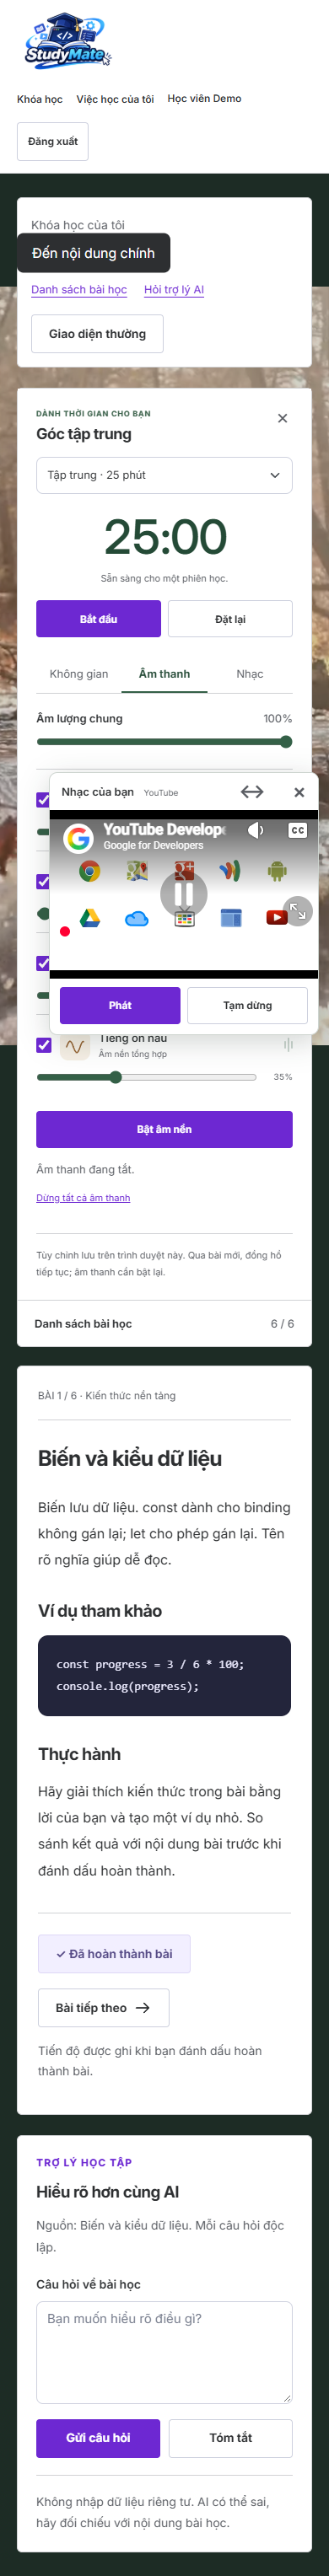 StudyMate
Khóa học
Việc học của tôi
Học viên Demo
Đăng xuất
Khóa học của tôi
Đến nội dung chính
Danh sách bài học
Hỏi trợ lý AI
Giao diện thường
DÀNH THỜI GIAN CHO BẠN
Góc tập trung
Tập trung · 25 phút
25:00
Sẵn sàng cho một phiên học.
Bắt đầu
Đặt lại
Không gian
Âm thanh
Nhạc
Âm lượng chung
100%
Nhạc của bạn
YouTube
YouTube Develop
Google for Developers
CC
Phát
Tạm dừng
Tiếng ồn nâu
Âm nền tổng hợp
35%
Bật âm nền
Âm thanh đang tắt.
Dừng tất cả âm thanh
Tùy chỉnh lưu trên trình duyệt này. Qua bài mới, đồng hồ
tiếp tục; âm thanh cần bật lại.
Danh sách bài học
6 / 6
BÀI 1 / 6 · Kiến thức nền tảng
Biến và kiểu dữ liệu
Biến lưu dữ liệu. const dành cho binding
không gán lại; let cho phép gán lại. Tên
rõ nghĩa giúp dễ đọc.
Ví dụ tham khảo
const progress = 3 / 6 * 100;
console.log(progress);
Thực hành
Hãy giải thích kiến thức trong bài bằng
lời của bạn và tạo một ví dụ nhỏ. So
sánh kết quả với nội dung bài trước khi
đánh dấu hoàn thành.
✓ Đã hoàn thành bài
Bài tiếp theo →
Tiến độ được ghi khi bạn đánh dấu hoàn
thành bài.
TRỢ LÝ HỌC TẬP
Hiểu rõ hơn cùng AI
Nguồn: Biến và kiểu dữ liệu. Mỗi câu hỏi độc
lập.
Câu hỏi về bài học
Bạn muốn hiểu rõ điều gì?
Gửi câu hỏi
Tóm tắt
Không nhập dữ liệu riêng tư. AI có thể sai,
hãy đối chiếu với nội dung bài học.